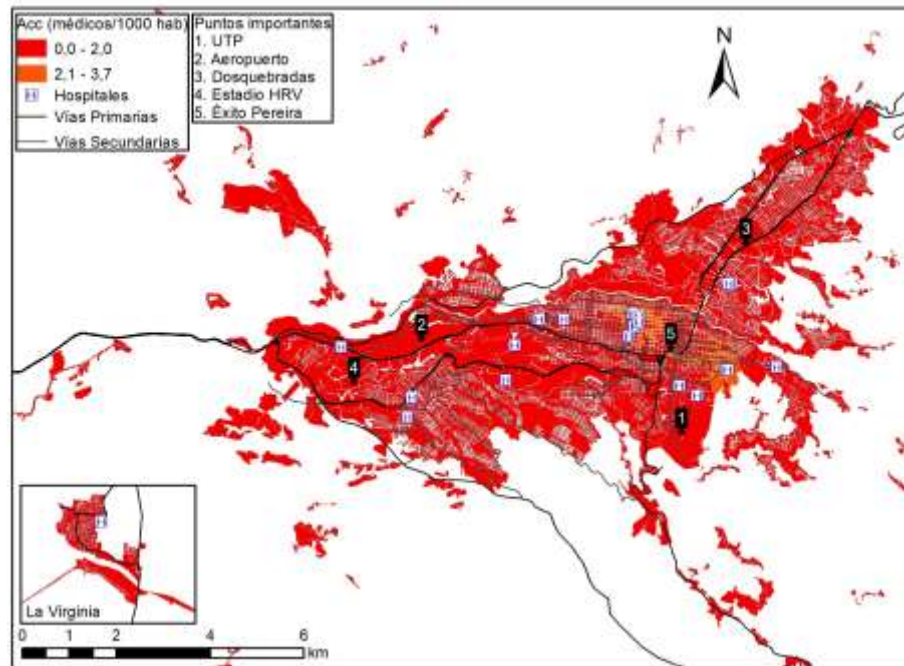 Acc (médicos/1000 hab)
0,0 - 2,0
2,1 - 3,7
Hospitales
Vías Primarias
Vías Secundarias
Puntos importantes
1. UTP
2. Aeropuerto
3. Dosquebradas
4. Estadio HRV
5. Éxito Pereira
N
3
2
5
4
1
La Virginia
0 1 2 4 6
km